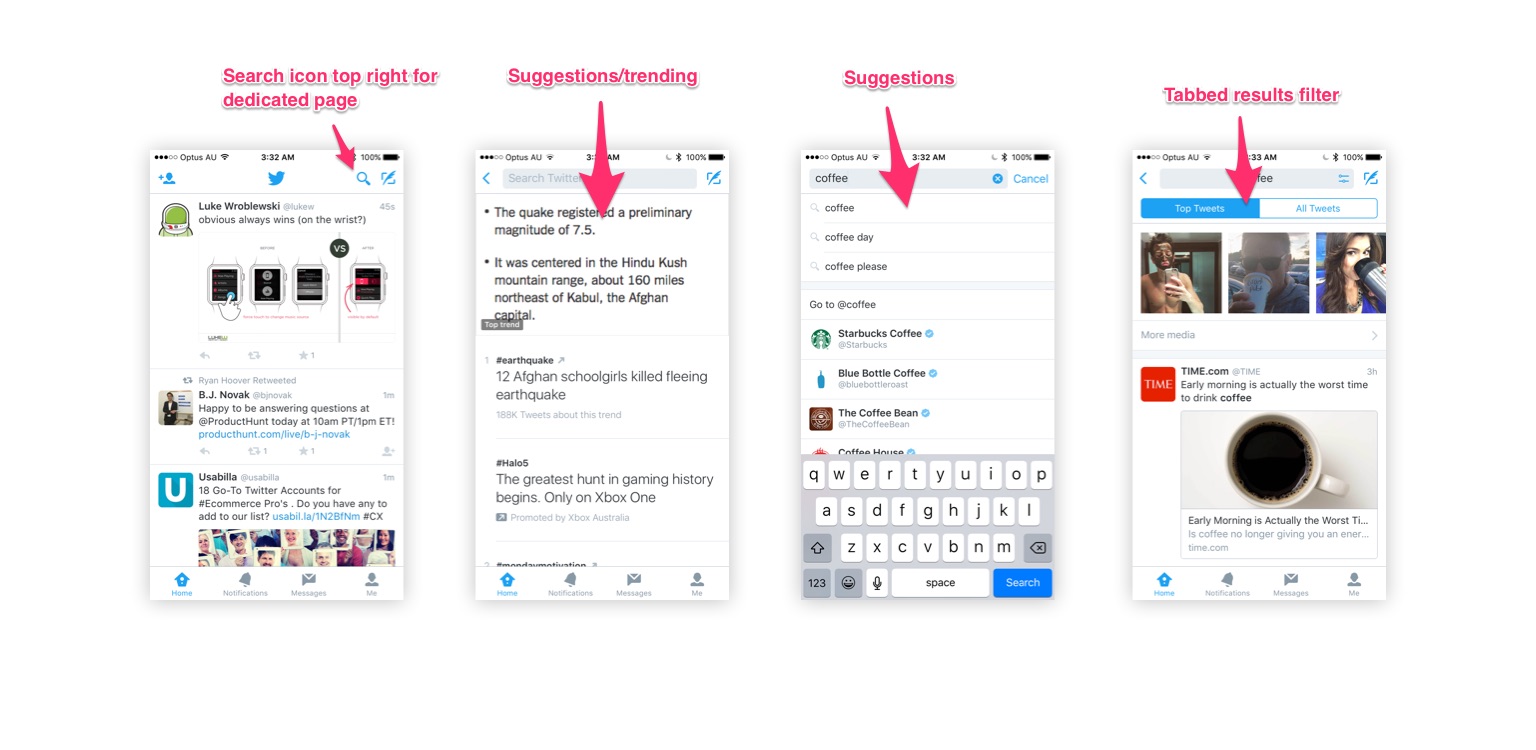 Search icon top right for
dedicated page
Suggestions/trending
Suggestions
Tabbed results filter
Optus AU
3:32 AM
100%
Luke Wroblewski @lukew
45s
obvious always wins (on the wrist?)
BEFORE
VS
AFTER
1
Ryan Hoover Retweeted
B.J. Novak @bjnovak
1m
Happy to be answering questions at
@ProductHunt today at 10am PT/1pm ET!
producthunt.com/live/b-j-novak
1
1
Usabilla @usabilla
1m
U
18 Go-To Twitter Accounts for
#Ecommerce Pro's . Do you have any to
add to our list? usabil.la/1N2BfNm #CX
Home
Notifications
Messages
Me
Optus AU
AM
100%
Search Twitte
• The quake registered a preliminary
magnitude of 7.5.
• It was centered in the Hindu Kush
mountain range, about 160 miles
northeast of Kabul, the Afghan
capital.
Top trend
1
#earthquake
12 Afghan schoolgirls killed fleeing
earthquake
188K Tweets about this trend
#Halo5
The greatest hunt in gaming history
begins. Only on Xbox One
Promoted by Xbox Australia
#mondaymotivation
Home
Notifications
Messages
Me
Optus AU
3:32 AM
100%
coffee
Cancel
coffee
coffee day
coffee please
Go to @coffee
Starbucks Coffee
@Starbucks
Blue Bottle Coffee
@bluebottleroast
The Coffee Bean
@TheCoffeeBean
Coffee House
q w e r t y u i o p
a s d f g h j k l
z x c v b n m
123
space
Search
Optus AU
:33 AM
100%
fee
Top Tweets
All Tweets
More media
TIME
TIME.com @TIME
3h
Early morning is actually the worst time
to drink coffee
Early Morning is Actually the Worst Ti...
Is coffee no longer giving you an ener...
time.com
Home
Notifications
Messages
Me